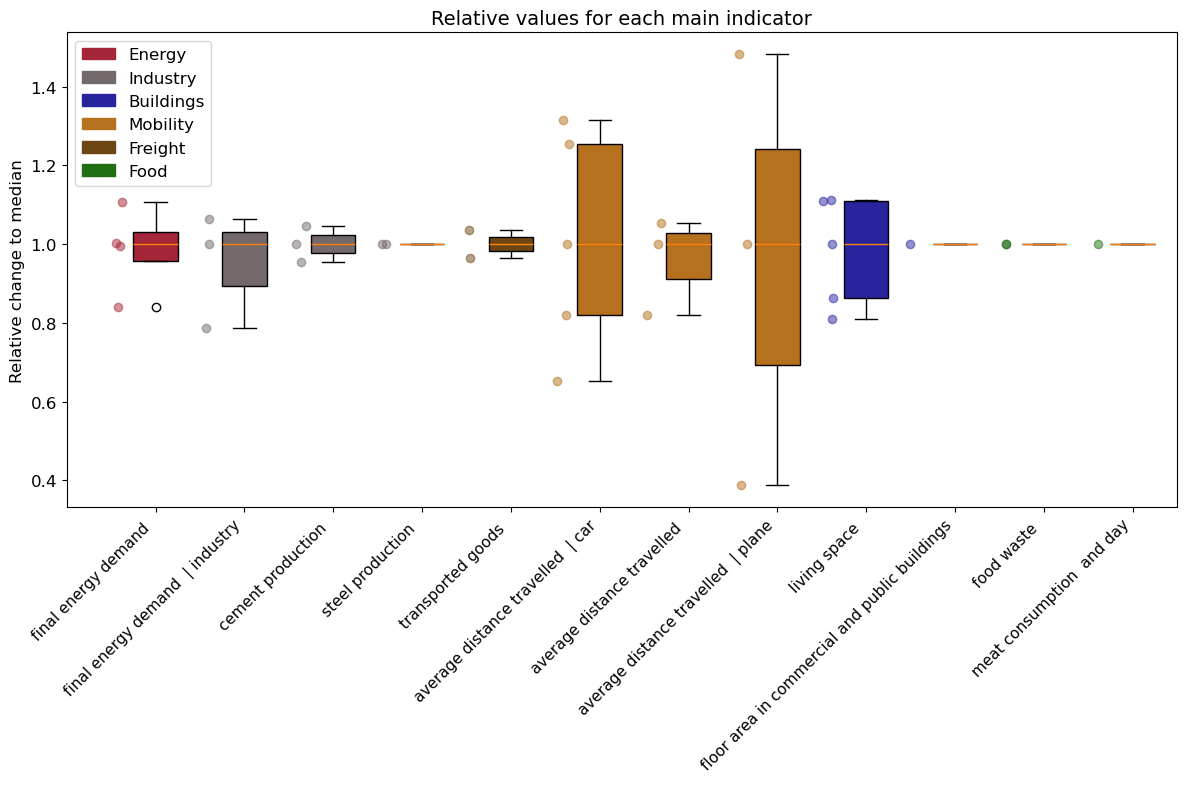 Relative values for each main indicator
Energy
Industry
Buildings
Mobility
Freight
Food
Relative change to median
1.4
1.2
1.0
0.8
0.6
0.4
final energy demand
final energy demand | industry
cement production
steel production
transported goods
average distance travelled | car
average distance travelled
average distance travelled | plane
living space
floor area in commercial and public buildings
food waste
meat consumption and day